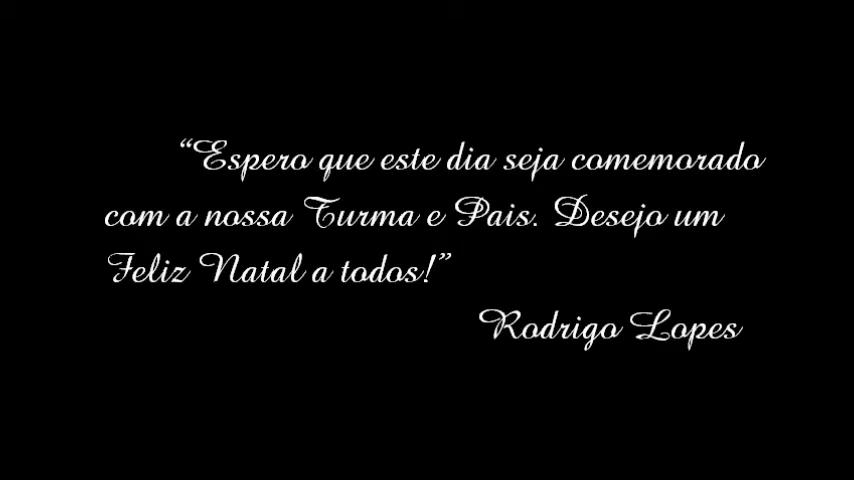 “Espero que este dia seja comemorado
com a nossa Turma e Pais. Desejo um
Feliz Natal a todos!”
Rodrigo Lopes